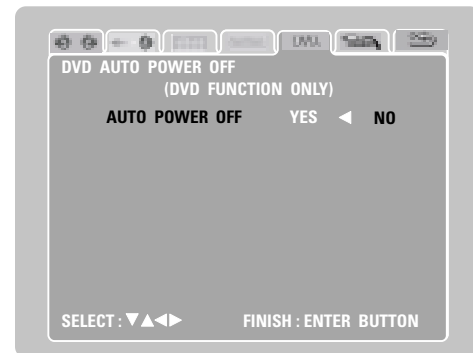 DVD AUTO POWER OFF
(DVD FUNCTION ONLY)
AUTO POWER OFF YES ◀ NO
SELECT : ▼▲◀▶ FINISH : ENTER BUTTON